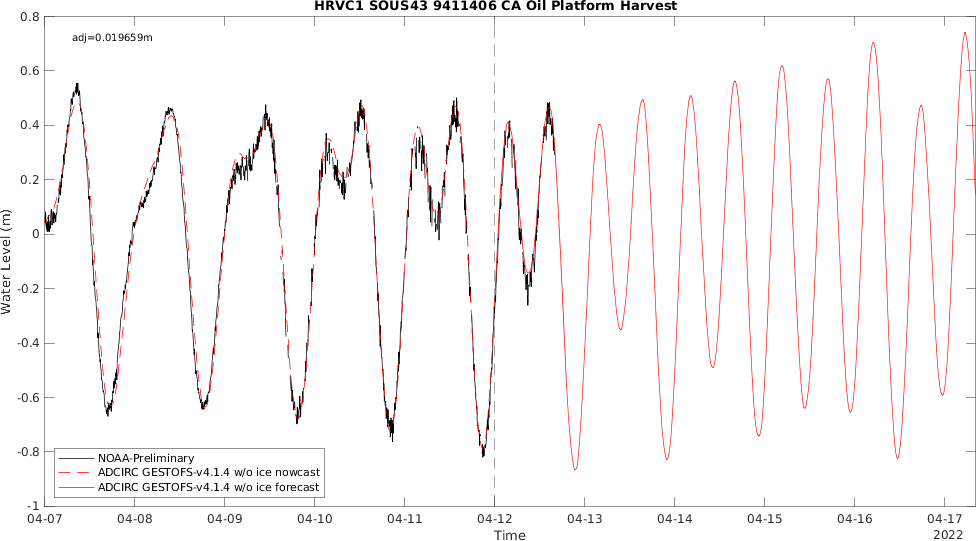 HRVC1 SOUS43 9411406 CA Oil Platform Harvest
adj=0.019659m
Water Level (m)
0.8
0.6
0.4
0.2
0
-0.2
-0.4
-0.6
-0.8
-1
NOAA-Preliminary
ADCIRC GESTOFS-v4.1.4 w/o ice nowcast
ADCIRC GESTOFS-v4.1.4 w/o ice forecast
04-07 04-08 04-09 04-10 04-11 04-12 04-13 04-14 04-15 04-16 04-17
Time
2022